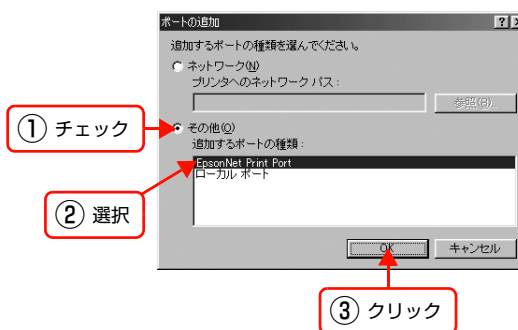 ポートの追加
追加するポートの種類を選んでください。
ネットワーク(N)
プリンタへのネットワーク パス:
参照(B)...
① チェック
その他(O)
追加するポートの種類:
EpsonNet Print Port
ローカル ポート
② 選択
OK
キャンセル
③ クリック